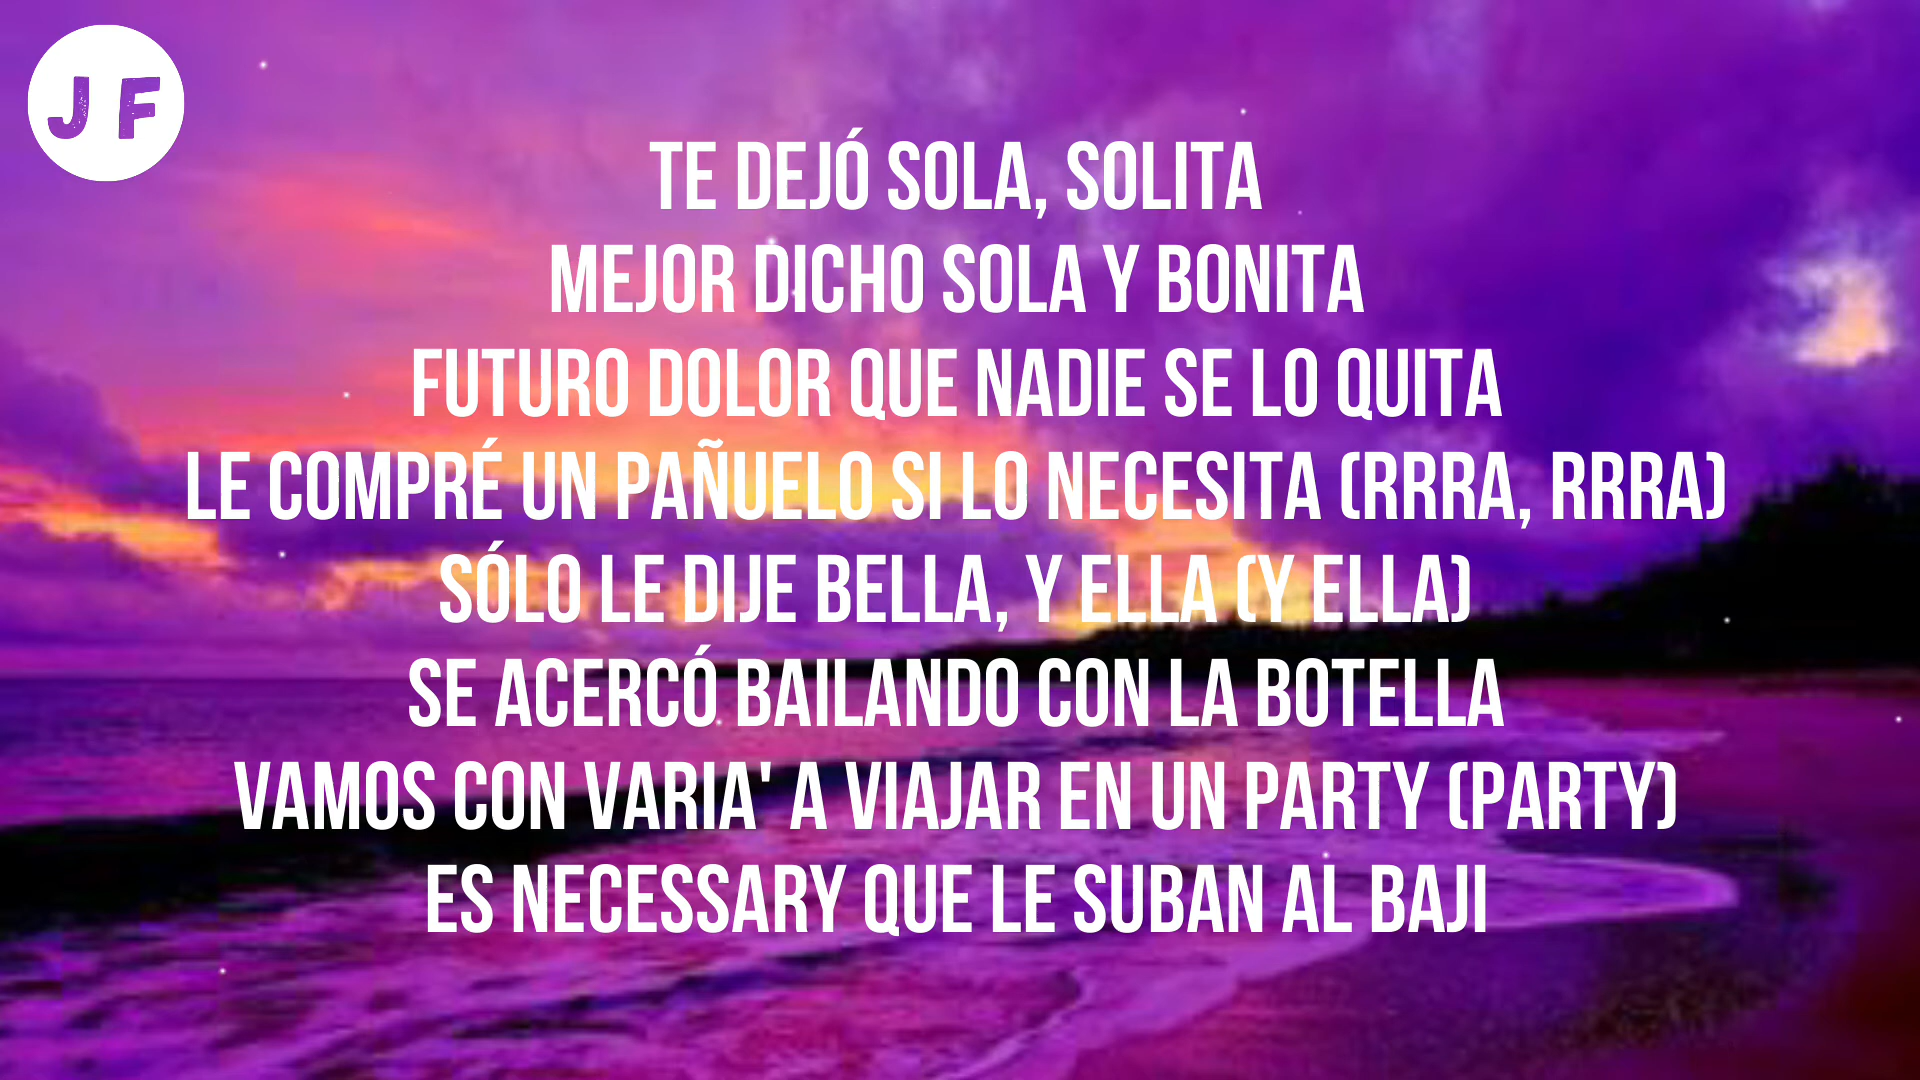 J F
TE DEJÓ SOLA, SOLITA
MEJOR DICHO SOLA Y BONITA
FUTURO DOLOR QUE NADIE SE LO QUITA
LE COMPRÉ UN PAÑUELO SI LO NECESITA (RRRA, RRRA)
SÓLO LE DIJE BELLA, Y ELLA (Y ELLA)
SE ACERCÓ BAILANDO CON LA BOTELLA
VAMOS CON VARIA' A VIAJAR EN UN PARTY (PARTY)
ES NECESSARY QUE LE SUBAN AL BAJI